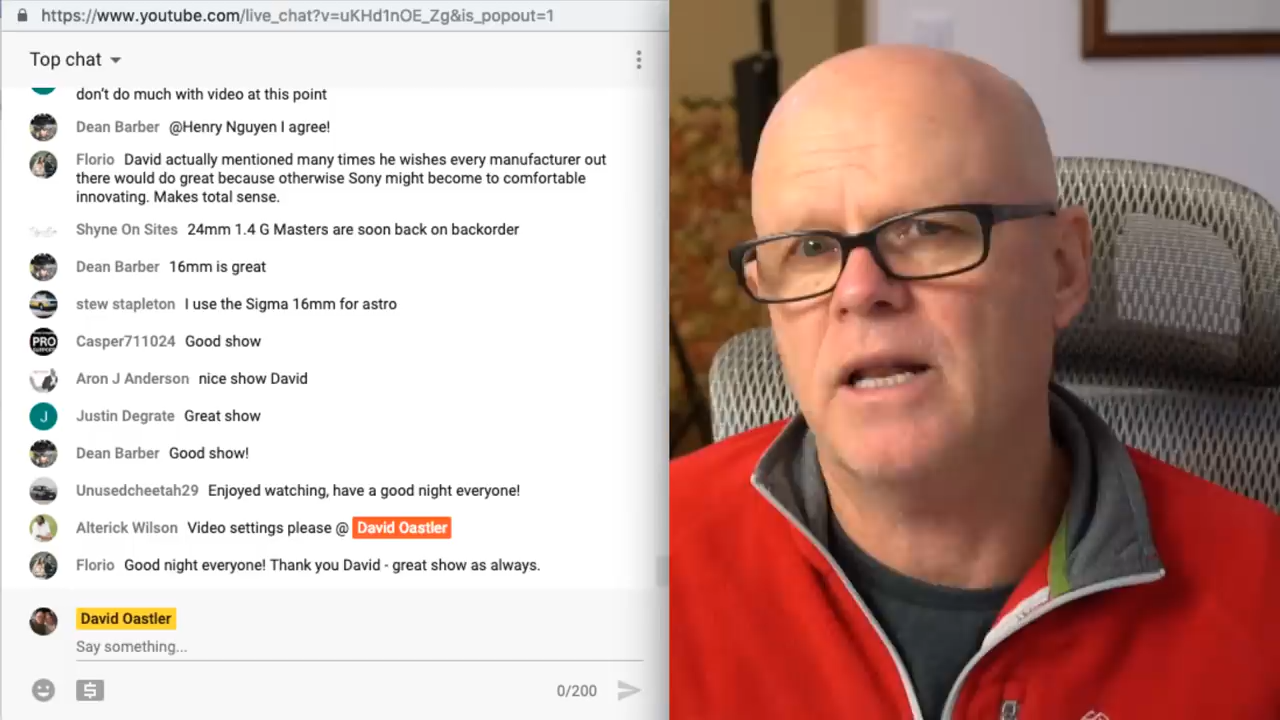 https://www.youtube.com/live_chat?v=uKHd1nOE_Zg&is_popout=1
Top chat
don't do much with video at this point
Dean Barber @Henry Nguyen I agree!
Florio David actually mentioned many times he wishes every manufacturer out
there would do great because otherwise Sony might become to comfortable
innovating. Makes total sense.
Shyne On Sites 24mm 1.4 G Masters are soon back on backorder
Dean Barber 16mm is great
stew stapleton I use the Sigma 16mm for astro
PRO
Casper711024 Good show
Aron J Anderson nice show David
J
Justin Degrate Great show
Dean Barber Good show!
Unusedcheetah29 Enjoyed watching, have a good night everyone!
Alterick Wilson Video settings please @ David Oastler
Florio Good night everyone! Thank you David - great show as always.
David Oastler
Say something...
$
0/200